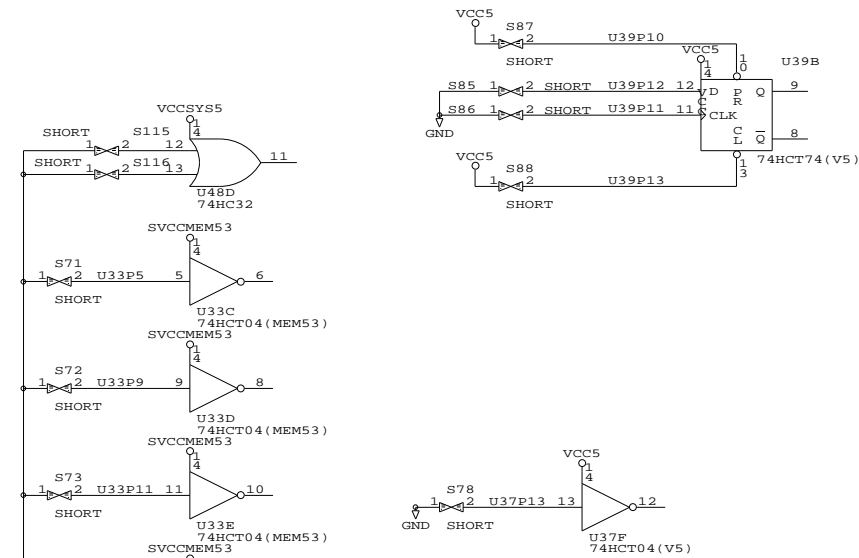 VCC5
S87
1 2 U39P10
SHORT
VCC5
1
4
1
0
U39B
S85 1 2 SHORT U39P12 12
S86 1 2 SHORT U39P11 11
GND
VCC
D
PR
Q
9
CLK
CL
Q
8
74HCT74(V5)
1
3
VCC5
S88
1 2 U39P13
SHORT
VCCSYS5
1
4
SHORT
S115
1 2 12
SHORT
S116
1 2 13
11
U48D
74HC32
SVCCMEM53
1
4
S71
1 2 U33P5 5 6
SHORT
U33C
74HCT04(MEM53)
SVCCMEM53
1
4
S72
1 2 U33P9 9 8
SHORT
U33D
74HCT04(MEM53)
SVCCMEM53
1
4
S73
1 2 U33P11 11 10
SHORT
U33E
74HCT04(MEM53)
SVCCMEM53
VCC5
1
4
S78
1 2 U37P13 13 12
GND
SHORT
U37F
74HCT04(V5)